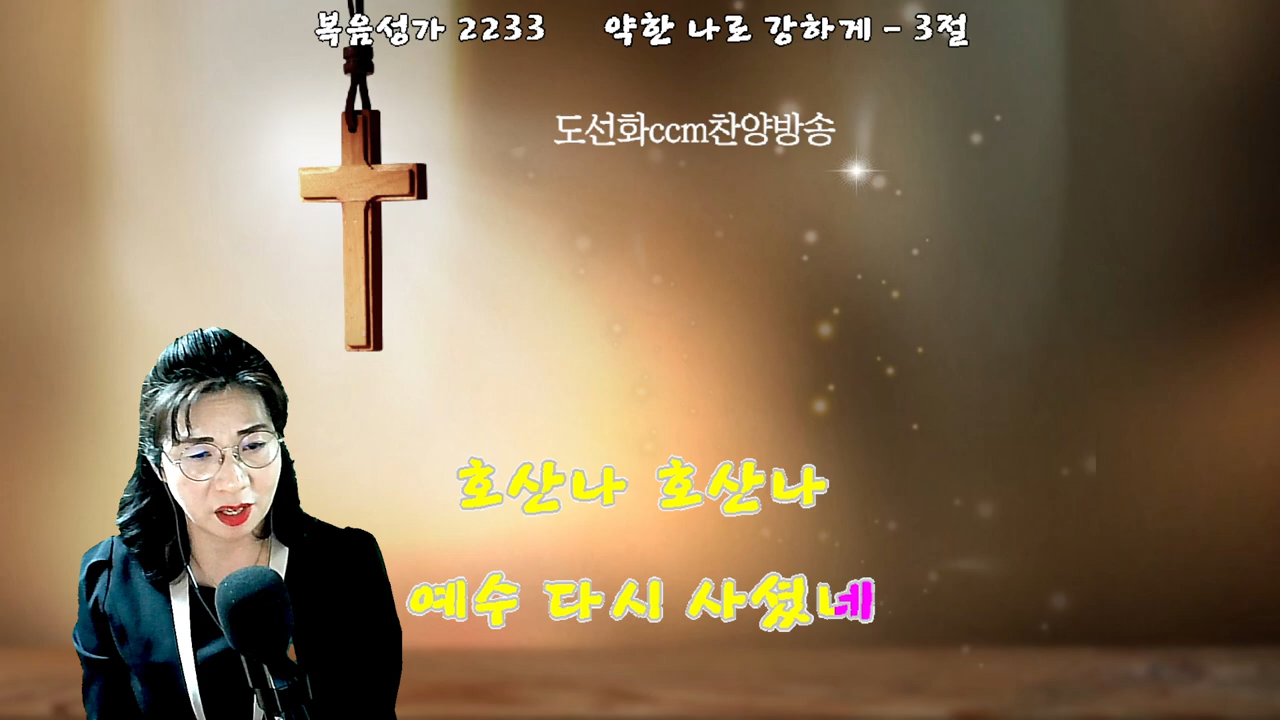 복음성가 2233 약한 나로 강하게 - 3절
도선화ccm찬양방송
호산나 호산나
예수 다시 사셨네